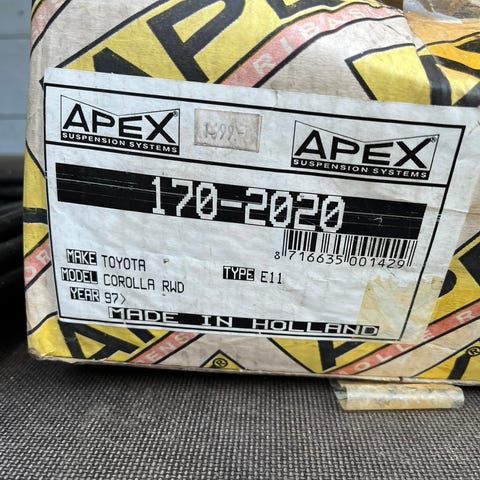 APEX
SUSPENSION SYSTEMS
APEX
SUSPENSION SYSTEMS
170-2020
8 716635 001429
MAKE TOYOTA
MODEL COROLLA RWD
TYPE E11
YEAR 97>
MADE IN HOLLAND